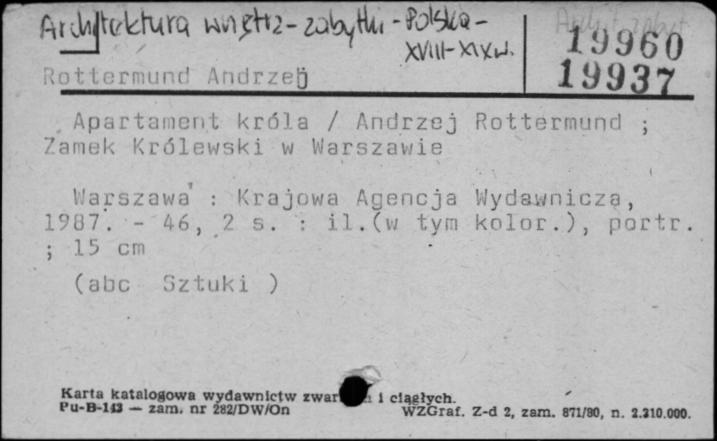 Architektura wnętrz-zabytki-Polska-
XVIII-XIXw.
19960
19937
Rottermund Andrzej
Apartament króla / Andrzej Rottermund ;
Zamek Królewski w Warszawie
Warszawa : Krajowa Agencja Wydawnicza,
1987. - 46, 2 s. : il.(w tym kolor.), portr.
; 15 cm
(abc Sztuki )
Karta katalogowa wydawnictw i ciągłych.
Pu-B-143 — zam. nr 282/DW/On WZGraf. Z-d 2, zam. 871/80, n. 2.310.000.